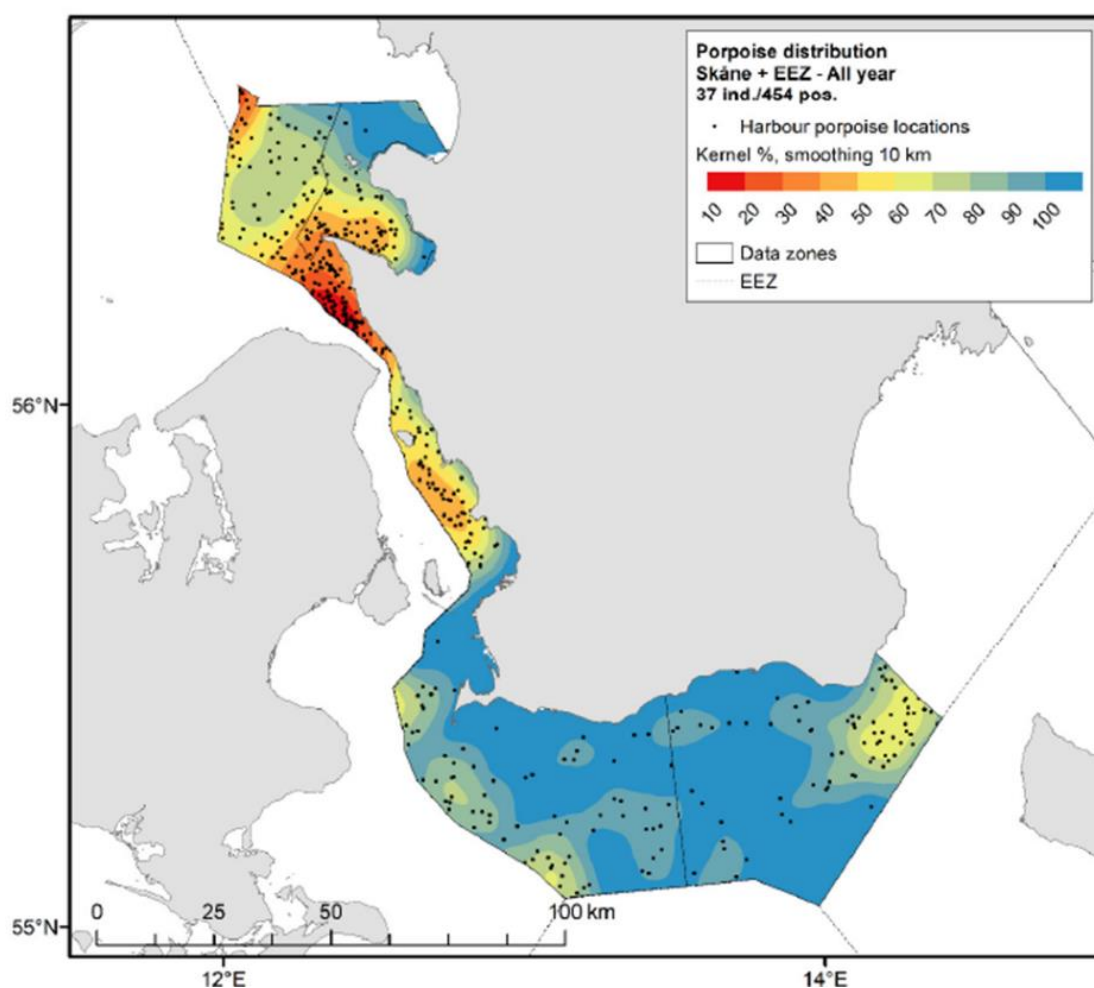 Porpoise distribution
Skåne + EEZ - All year
37 ind./454 pos.
Harbour porpoise locations
Kernel %, smoothing 10 km
10 20 30 40 50 60 70 80 90 100
Data zones
EEZ
56°N
55°N
0 25 50 100 km
12°E 14°E